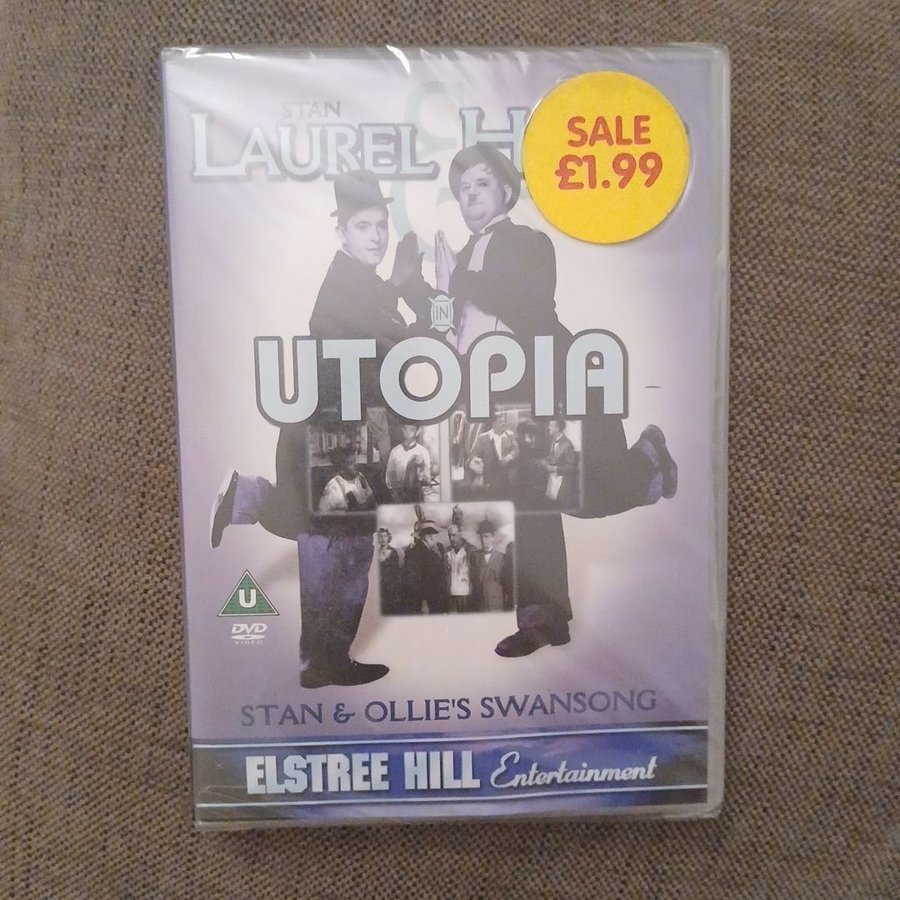 STAN
LAUREL & H
SALE
£1.99
IN
UTOPIA
U
DVD
VIDEO
STAN & OLLIE'S SWANSONG
ELSTREE HILL Entertainment